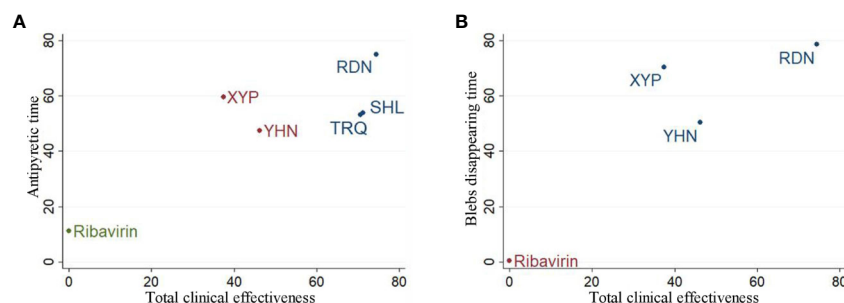 A
Antipyretic time
80
60
40
20
0
RDN
XYP
SHL
TRQ
YHN
Ribavirin
0 20 40 60 80
Total clinical effectiveness
B
Blebs disappearing time
80
60
40
20
0
RDN
XYP
YHN
Ribavirin
0 20 40 60 80
Total clinical effectiveness